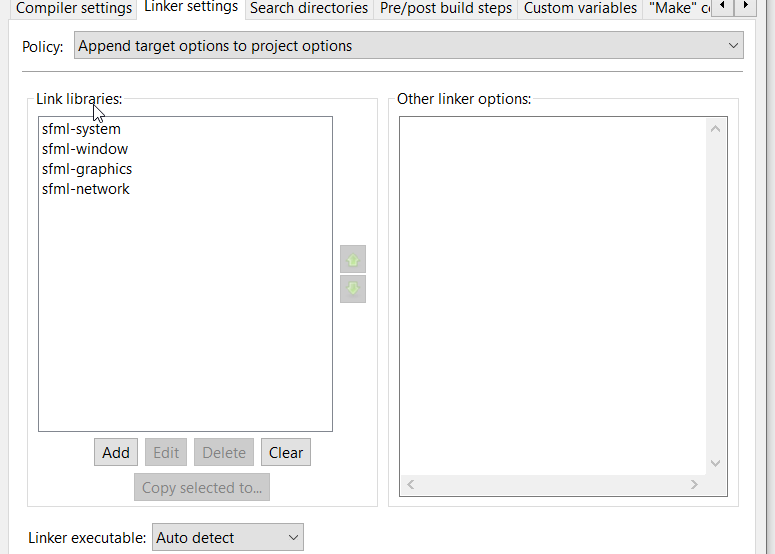 Compiler settings Linker settings Search directories Pre/post build steps Custom variables "Make" c
Policy: Append target options to project options
Link libraries: Other linker options:
sfml-system
sfml-window
sfml-graphics
sfml-network
Add Edit Delete Clear
Copy selected to...
Linker executable: Auto detect